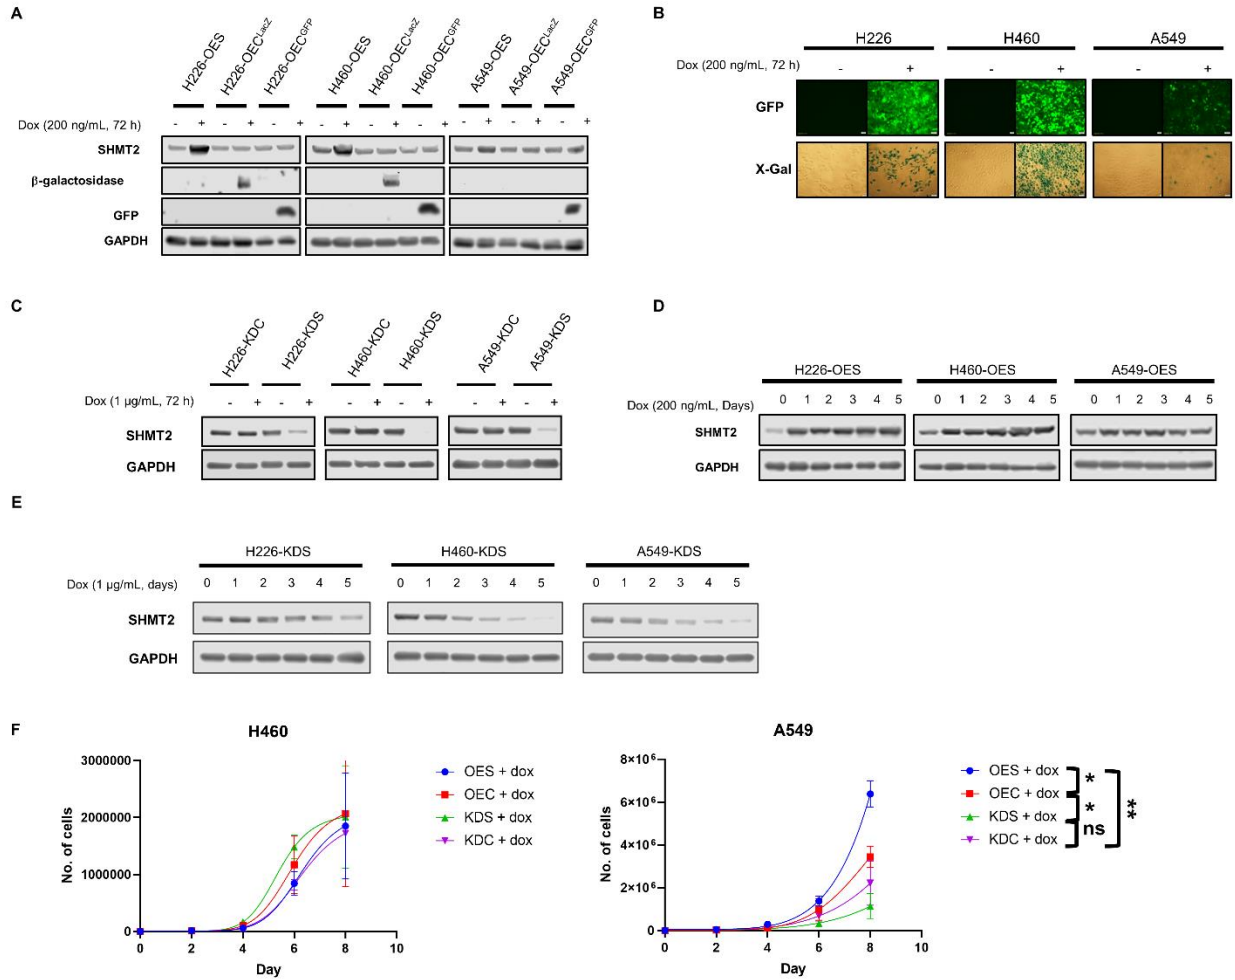 A
H226-OES
H226-OEC^LacZ
H226-OEC^GFP
H460-OES
H460-OEC^LacZ
H460-OEC^GFP
A549-OES
A549-OEC^LacZ
A549-OEC^GFP
Dox (200 ng/mL, 72 h) - + - + - + - + - + - + - + - + - +
SHMT2
β-galactosidase
GFP
GAPDH
B
H226 H460 A549
Dox (200 ng/mL, 72 h) - + - + - +
GFP
X-Gal
C
H226-KDC
H226-KDS
H460-KDC
H460-KDS
A549-KDC
A549-KDS
Dox (1 µg/mL, 72 h) - + - + - + - + - + - +
SHMT2
GAPDH
D
H226-OES H460-OES A549-OES
Dox (200 ng/mL, Days) 0 1 2 3 4 5 0 1 2 3 4 5 0 1 2 3 4 5
SHMT2
GAPDH
E
H226-KDS H460-KDS A549-KDS
Dox (1 µg/mL, days) 0 1 2 3 4 5 0 1 2 3 4 5 0 1 2 3 4 5
SHMT2
GAPDH
F
H460
No. of cells
3000000
2000000
1000000
0
0 2 4 6 8 10
Day
OES + dox
OEC + dox
KDS + dox
KDC + dox
A549
No. of cells
8×10⁶
6×10⁶
4×10⁶
2×10⁶
0
0 2 4 6 8 10
Day
OES + dox
OEC + dox
KDS + dox
KDC + dox
*
*
ns
**